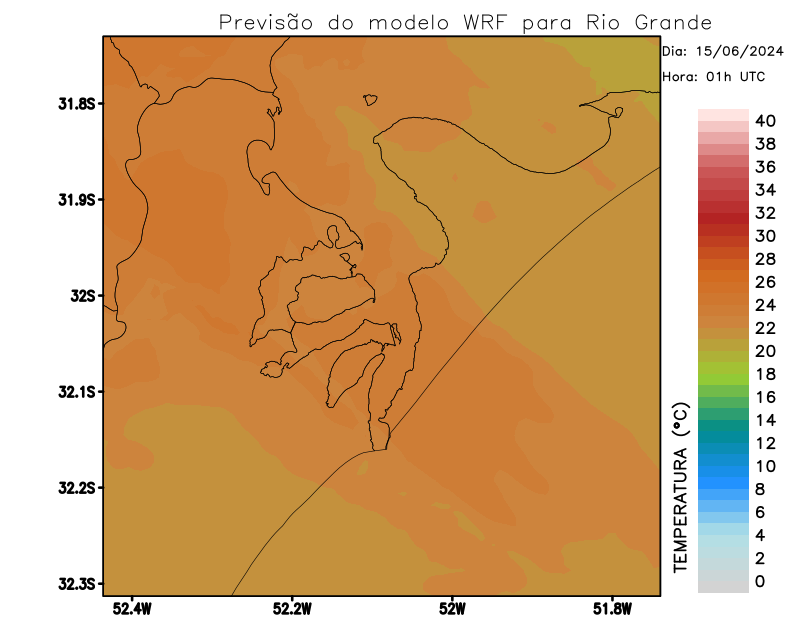 Previsão do modelo WRF para Rio Grande
Dia: 15/06/2024
Hora: 01h UTC
31.8S
31.9S
32S
32.1S
32.2S
32.3S
52.4W
52.2W
52W
51.8W
TEMPERATURA (°C)
40
38
36
34
32
30
28
26
24
22
20
18
16
14
12
10
8
6
4
2
0